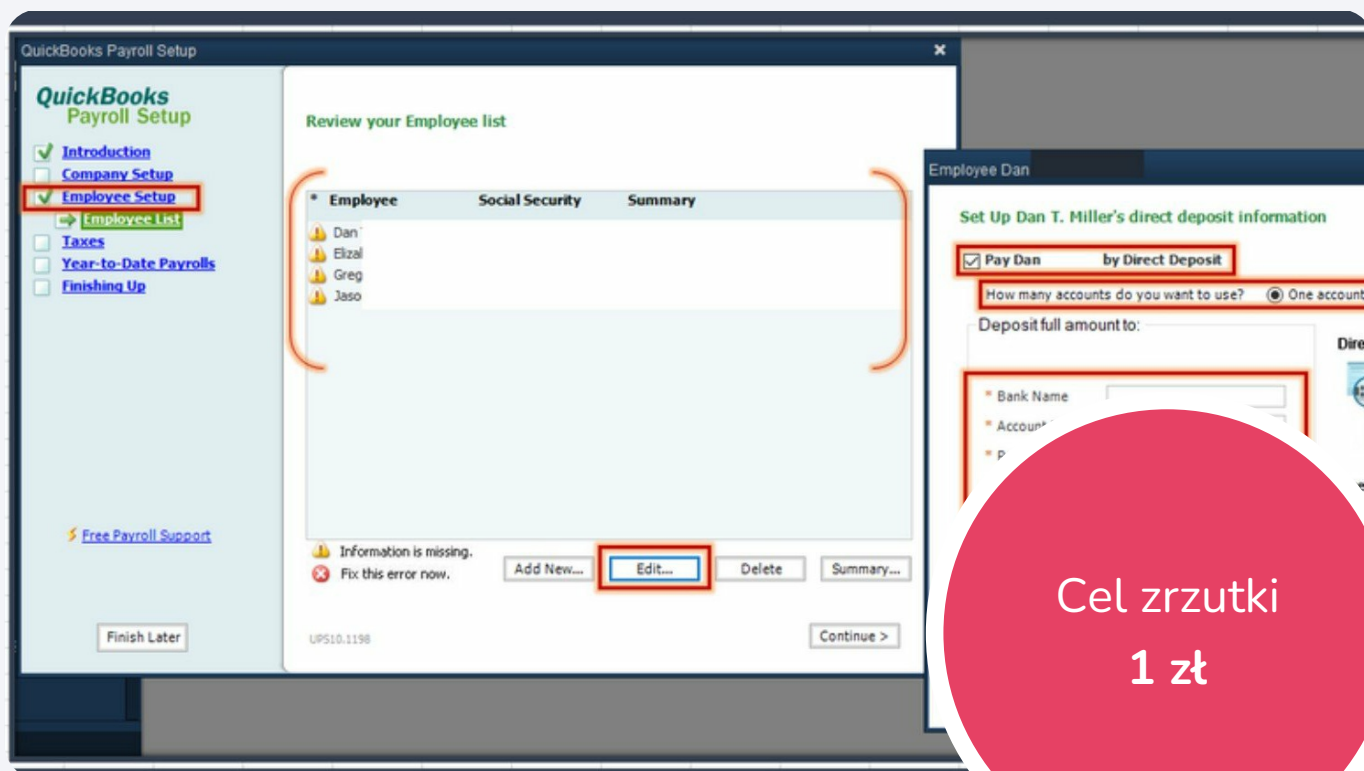 QuickBooks Payroll Setup
QuickBooks
Payroll Setup
Introduction
Company Setup
Employee Setup
Employee List
Taxes
Year-to-Date Payrolls
Finishing Up
Free Payroll Support
Finish Later
Review your Employee list
* Employee Social Security Summary
Dan
Elizal
Greg
Jaso
Information is missing.
Fix this error now.
Add New... Edit... Delete Summary...
UPS10.1198
Continue >
Employee Dan
Set Up Dan T. Miller's direct deposit information
Pay Dan by Direct Deposit
How many accounts do you want to use? One account
Deposit full amount to:
Dire
* Bank Name
* Account
* P
Cel zrzutki
1 zł